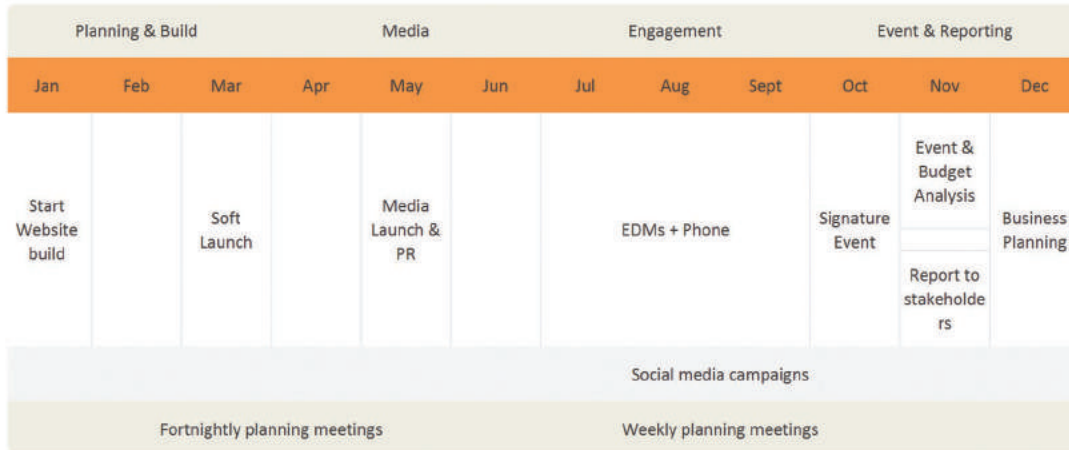 Planning & Build Media Engagement Event & Reporting
Jan Feb Mar Apr May Jun Jul Aug Sept Oct Nov Dec
Start
Website
build
Soft
Launch
Media
Launch &
PR
EDMs + Phone
Signature
Event
Event &
Budget
Analysis
Report to
stakeholde
rs
Business
Planning
Social media campaigns
Fortnightly planning meetings Weekly planning meetings